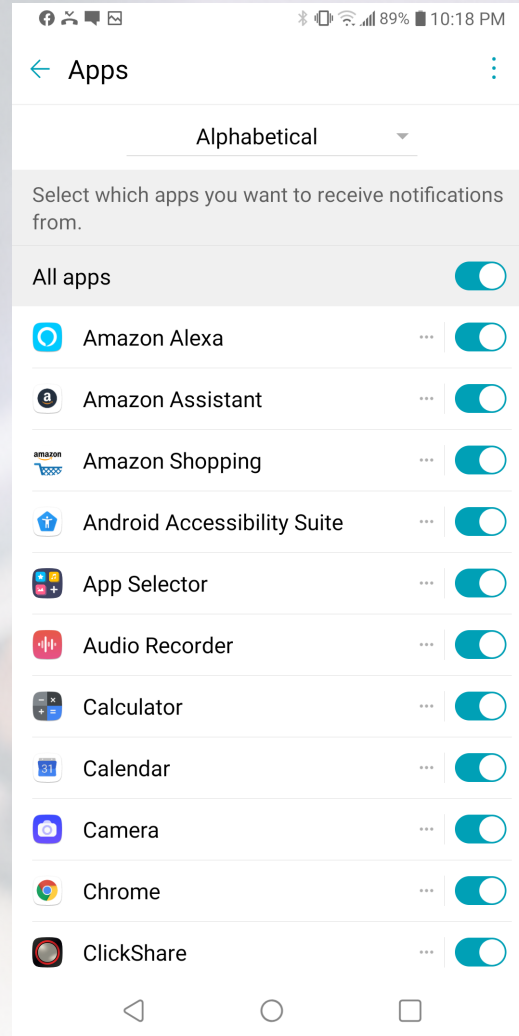 89% 10:18 PM
Apps
Alphabetical
Select which apps you want to receive notifications
from.
All apps
Amazon Alexa
a
Amazon Assistant
amazon
Amazon Shopping
Android Accessibility Suite
App Selector
Audio Recorder
Calculator
31
Calendar
Camera
Chrome
ClickShare